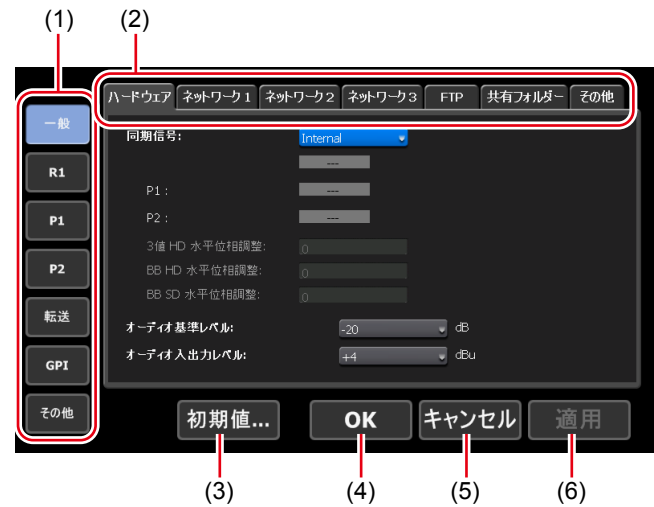 (1) (2)
ハードウェア ネットワーク1 ネットワーク2 ネットワーク3 FTP 共有フォルダー その他
一般
R1
P1
P2
転送
GPI
その他
同期信号: Internal
---
P1 : ---
P2 : ---
3値 HD 水平位相調整: 0
BB HD 水平位相調整: 0
BB SD 水平位相調整: 0
オーディオ基準レベル: -20 dB
オーディオ入出力レベル: +4 dBu
初期値... OK キャンセル 適用
(3) (4) (5) (6)